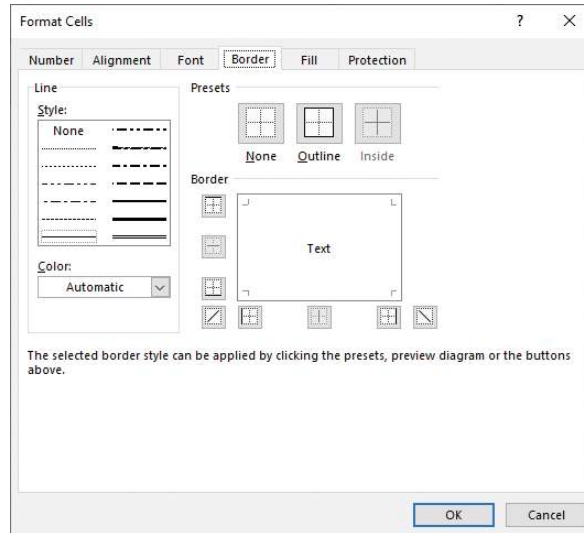 Format Cells ? X
Number Alignment Font Border Fill Protection
Line
Style:
None
Color:
Automatic
Presets
None Outline Inside
Border
Text
The selected border style can be applied by clicking the presets, preview diagram or the buttons
above.
OK Cancel